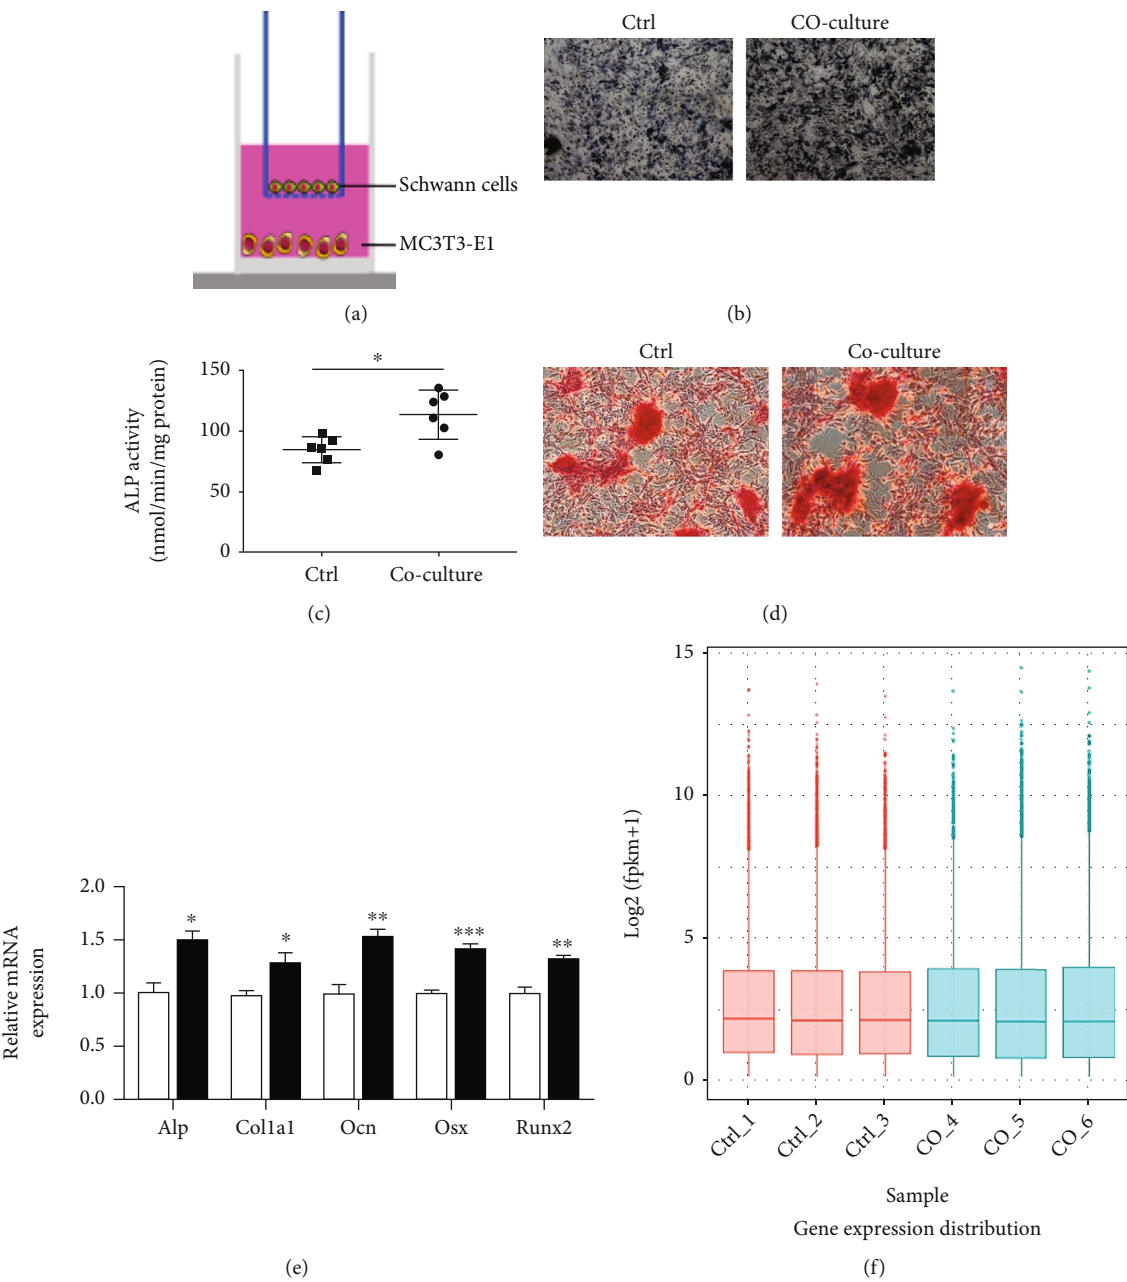 Ctrl
CO-culture
Schwann cells
MC3T3-E1
(a)
(b)
ALP activity
(nmol/min/mg protein)
150
100
50
0
*
Ctrl
Co-culture
(c)
Ctrl
Co-culture
(d)
Relative mRNA
expression
2.0
1.5
1.0
0.5
0.0
*
*
**
***
**
Alp
Col1a1
Ocn
Osx
Runx2
(e)
Log2 (fpkm+1)
15
10
5
0
Ctrl_1
Ctrl_2
Ctrl_3
CO_4
CO_5
CO_6
Sample
Gene expression distribution
(f)